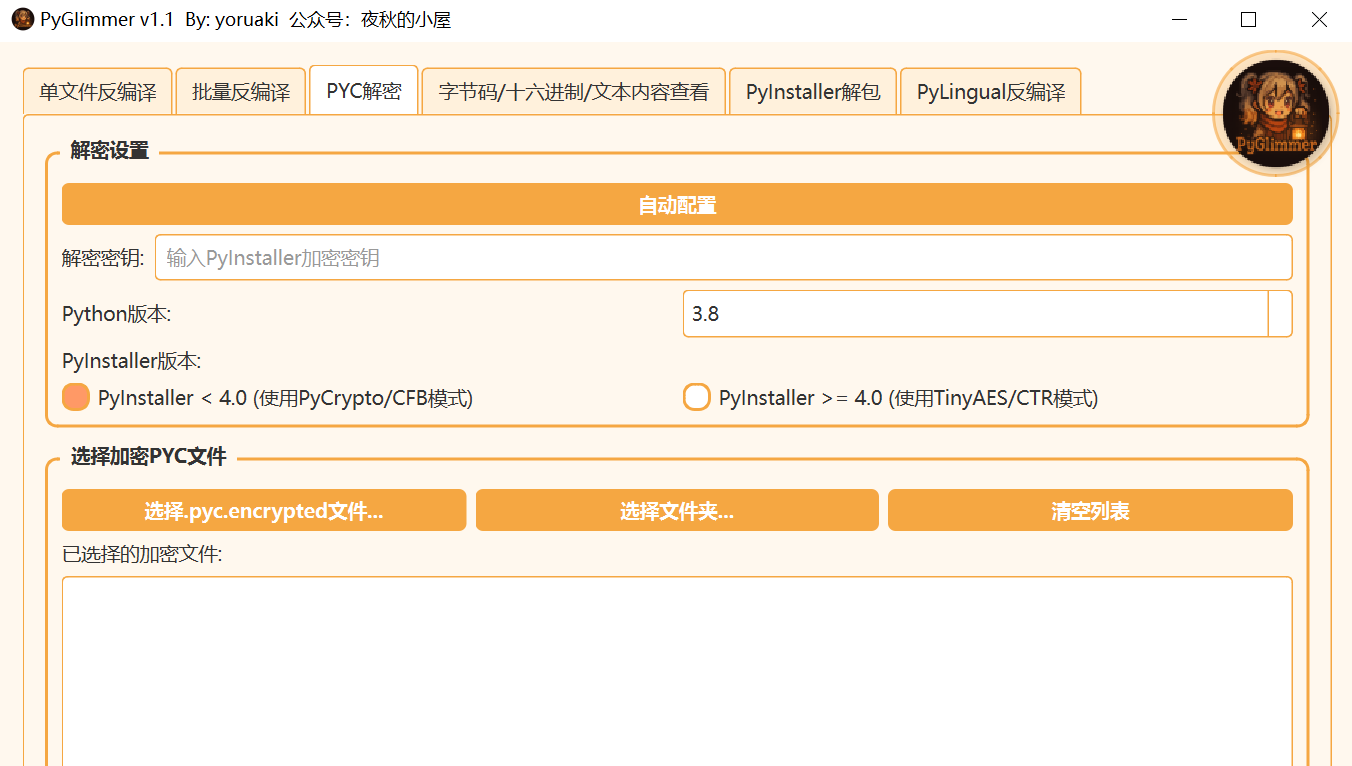 PyGlimmer v1.1 By: yoruaki 公众号：夜秋的小屋
单文件反编译 批量反编译 PYC解密 字节码/十六进制/文本内容查看 PyInstaller解包 PyLingual反编译
PyGlimmer
解密设置
自动配置
解密密钥: 输入PyInstaller加密密钥
Python版本: 3.8
PyInstaller版本:
PyInstaller < 4.0 (使用PyCrypto/CFB模式) PyInstaller >= 4.0 (使用TinyAES/CTR模式)
选择加密PYC文件
选择.pyc.encrypted文件... 选择文件夹... 清空列表
已选择的加密文件: